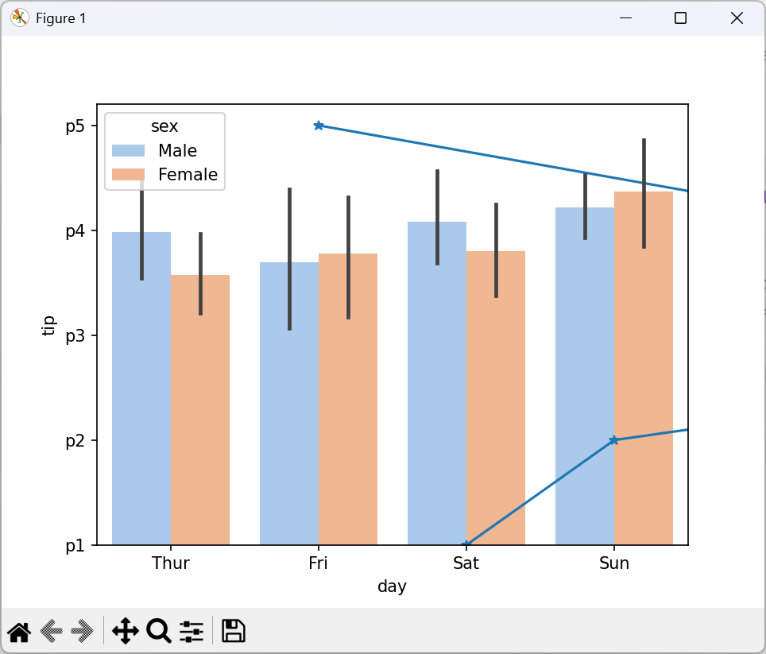 Figure 1
sex
Male
Female
p5
p4
p3
p2
p1
tip
Thur Fri Sat Sun
day